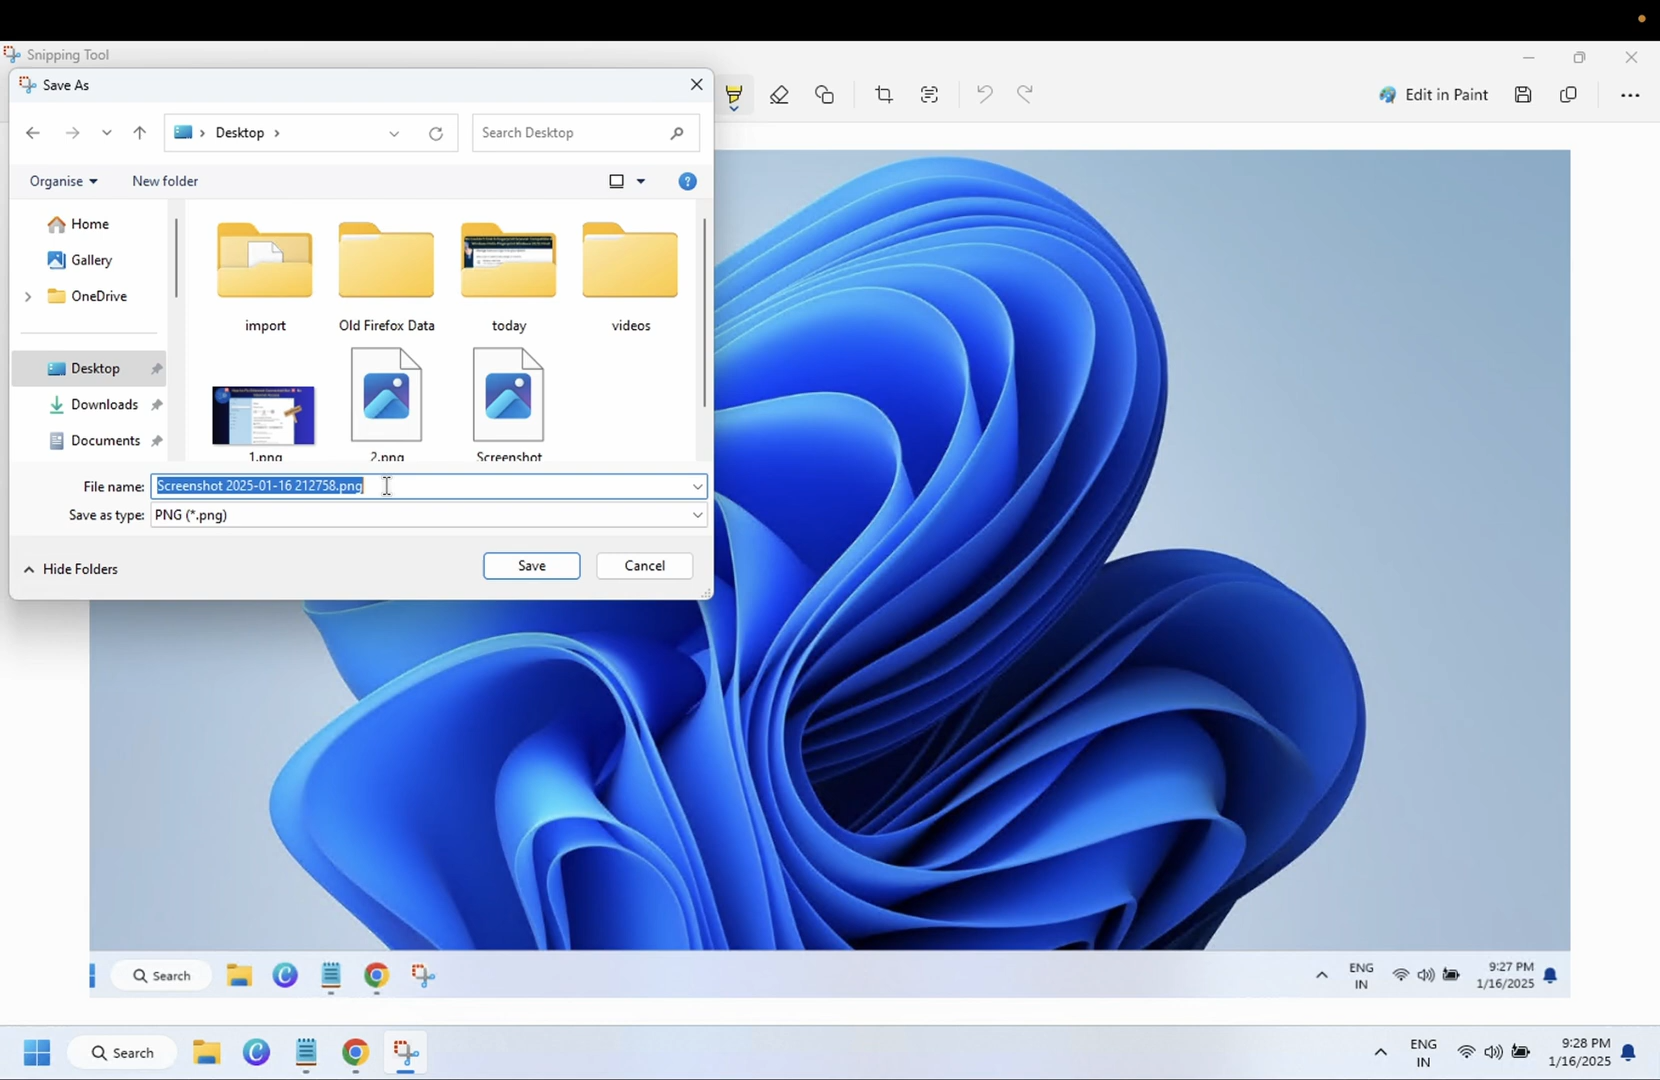 Snipping Tool
Save As
Edit in Paint
Desktop
Search Desktop
Organise
New folder
Home
Gallery
OneDrive
Desktop
Downloads
Documents
import
Old Firefox Data
today
videos
1.png
2.png
Screenshot
File name: Screenshot 2025-01-16 212758.png
Save as type: PNG (*.png)
Hide Folders
Save
Cancel
Search
ENG
IN
9:27 PM
1/16/2025
Search
ENG
IN
9:28 PM
1/16/2025